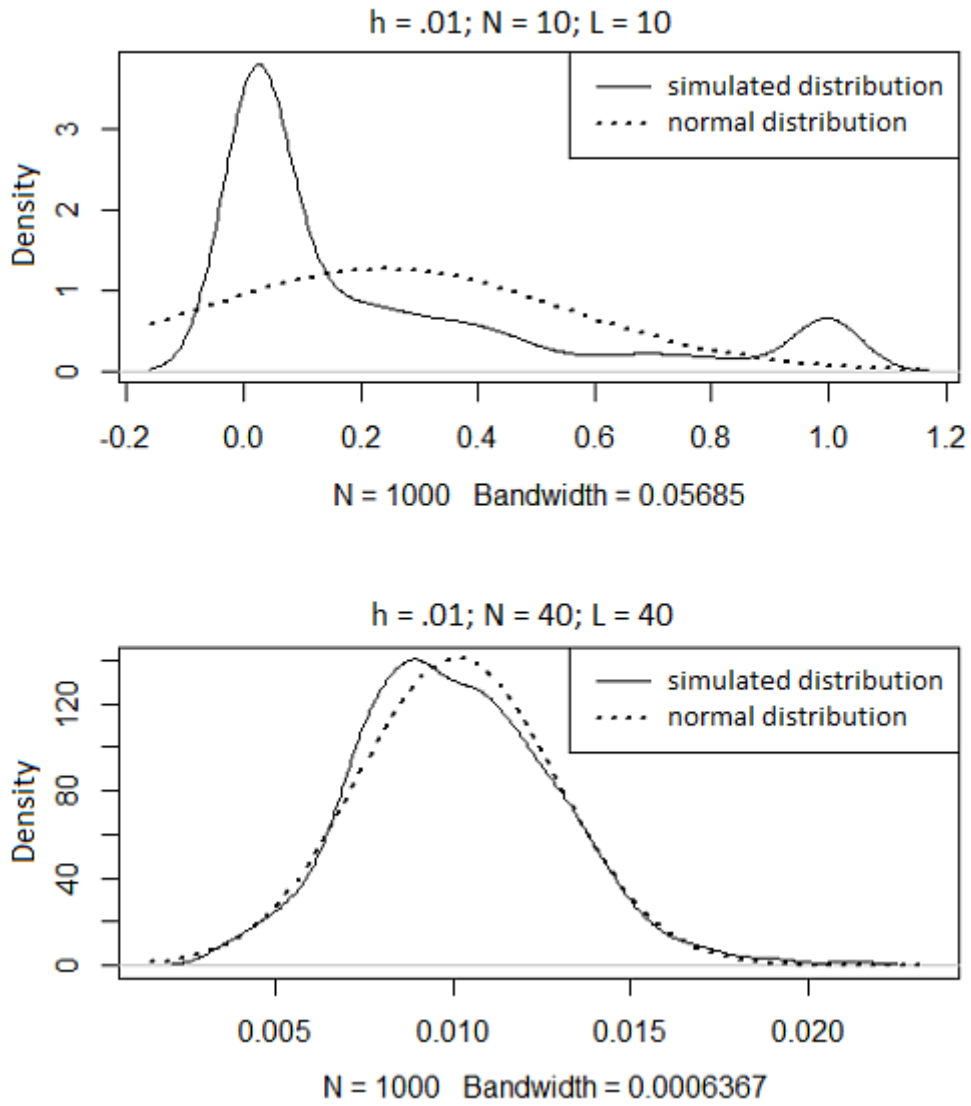 h = .01; N = 10; L = 10
simulated distribution
normal distribution
Density
0 1 2 3
-0.2 0.0 0.2 0.4 0.6 0.8 1.0 1.2
N = 1000 Bandwidth = 0.05685
h = .01; N = 40; L = 40
simulated distribution
normal distribution
Density
0 40 80 120
0.005 0.010 0.015 0.020
N = 1000 Bandwidth = 0.0006367